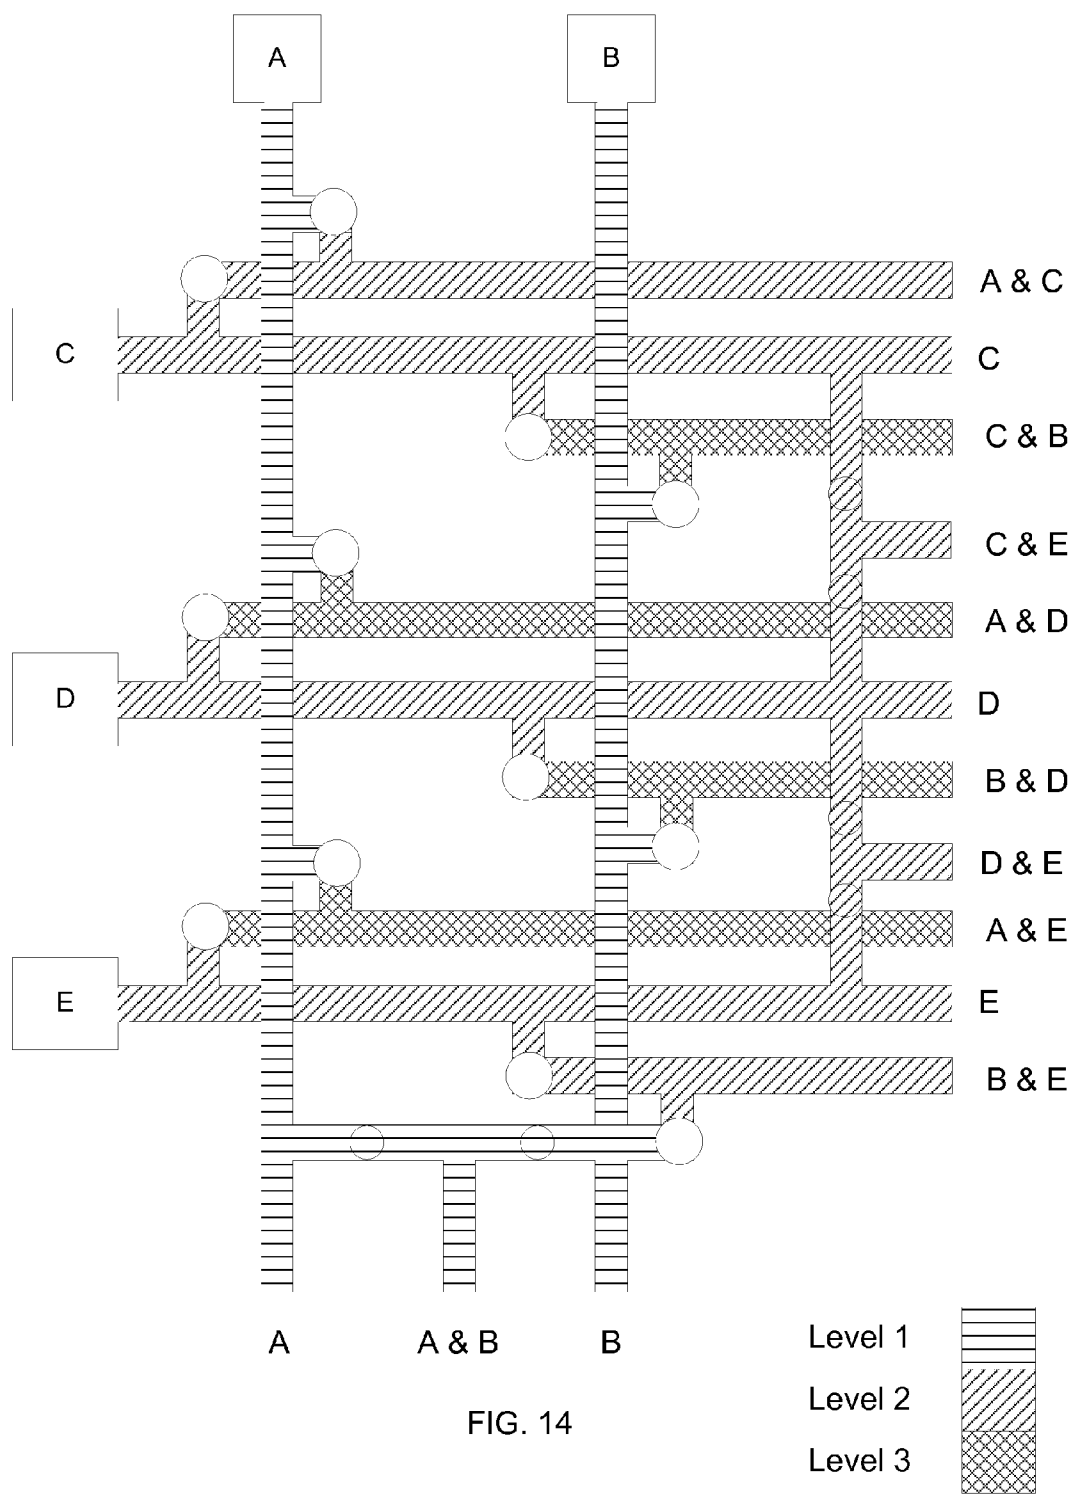 A
B
A & C
C
C
C & B
C & E
A & D
D
D
B & D
D & E
A & E
E
E
B & E
A
A & B
B
Level 1
Level 2
Level 3
FIG. 14